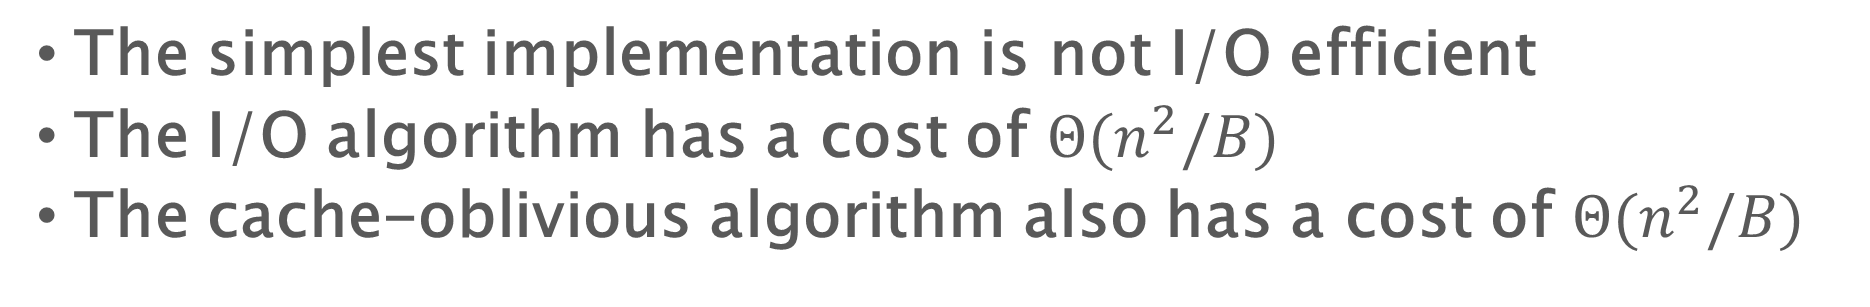 • The simplest implementation is not I/O efficient
• The I/O algorithm has a cost of Θ(n²/B)
• The cache-oblivious algorithm also has a cost of Θ(n²/B)